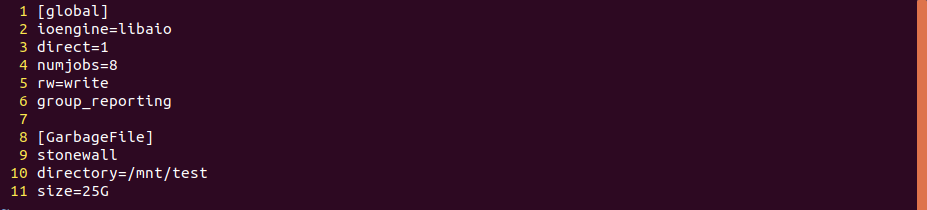 1 [global]
2 ioengine=libaio
3 direct=1
4 numjobs=8
5 rw=write
6 group_reporting
7
8 [GarbageFile]
9 stonewall
10 directory=/mnt/test
11 size=25G